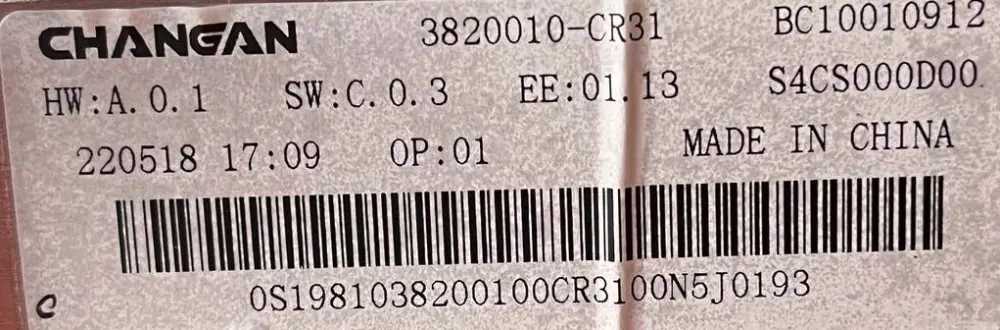 CHANGAN 3820010-CR31 BC10010912
HW:A.0.1 SW:C.0.3 EE:01.13 S4CS000D00.
220518 17:09 OP:01 MADE IN CHINA
0S1981038200100CR3100N5J0193